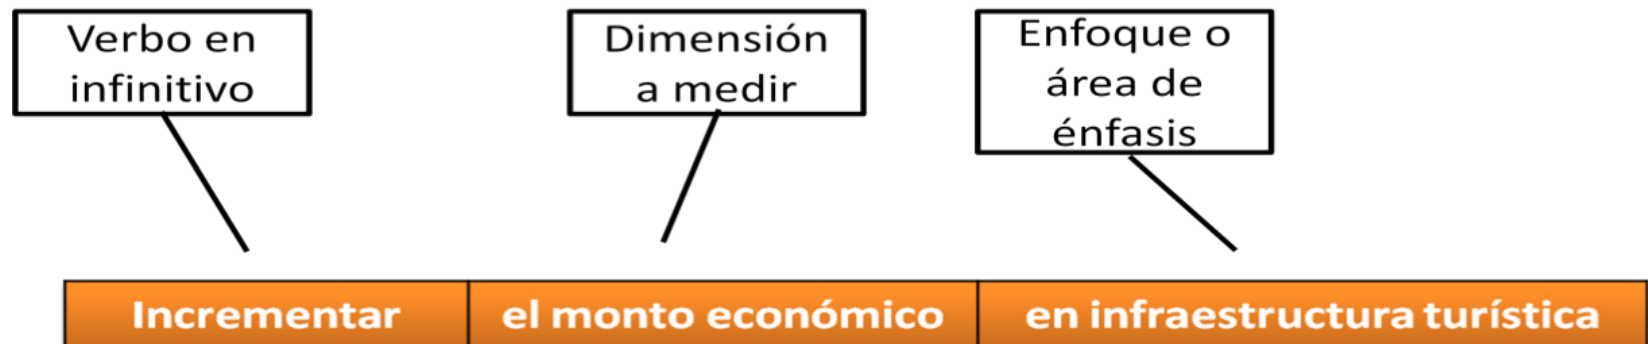 Verbo en
infinitivo
Dimensión
a medir
Enfoque o
área de
énfasis
Incrementar
el monto económico
en infraestructura turística